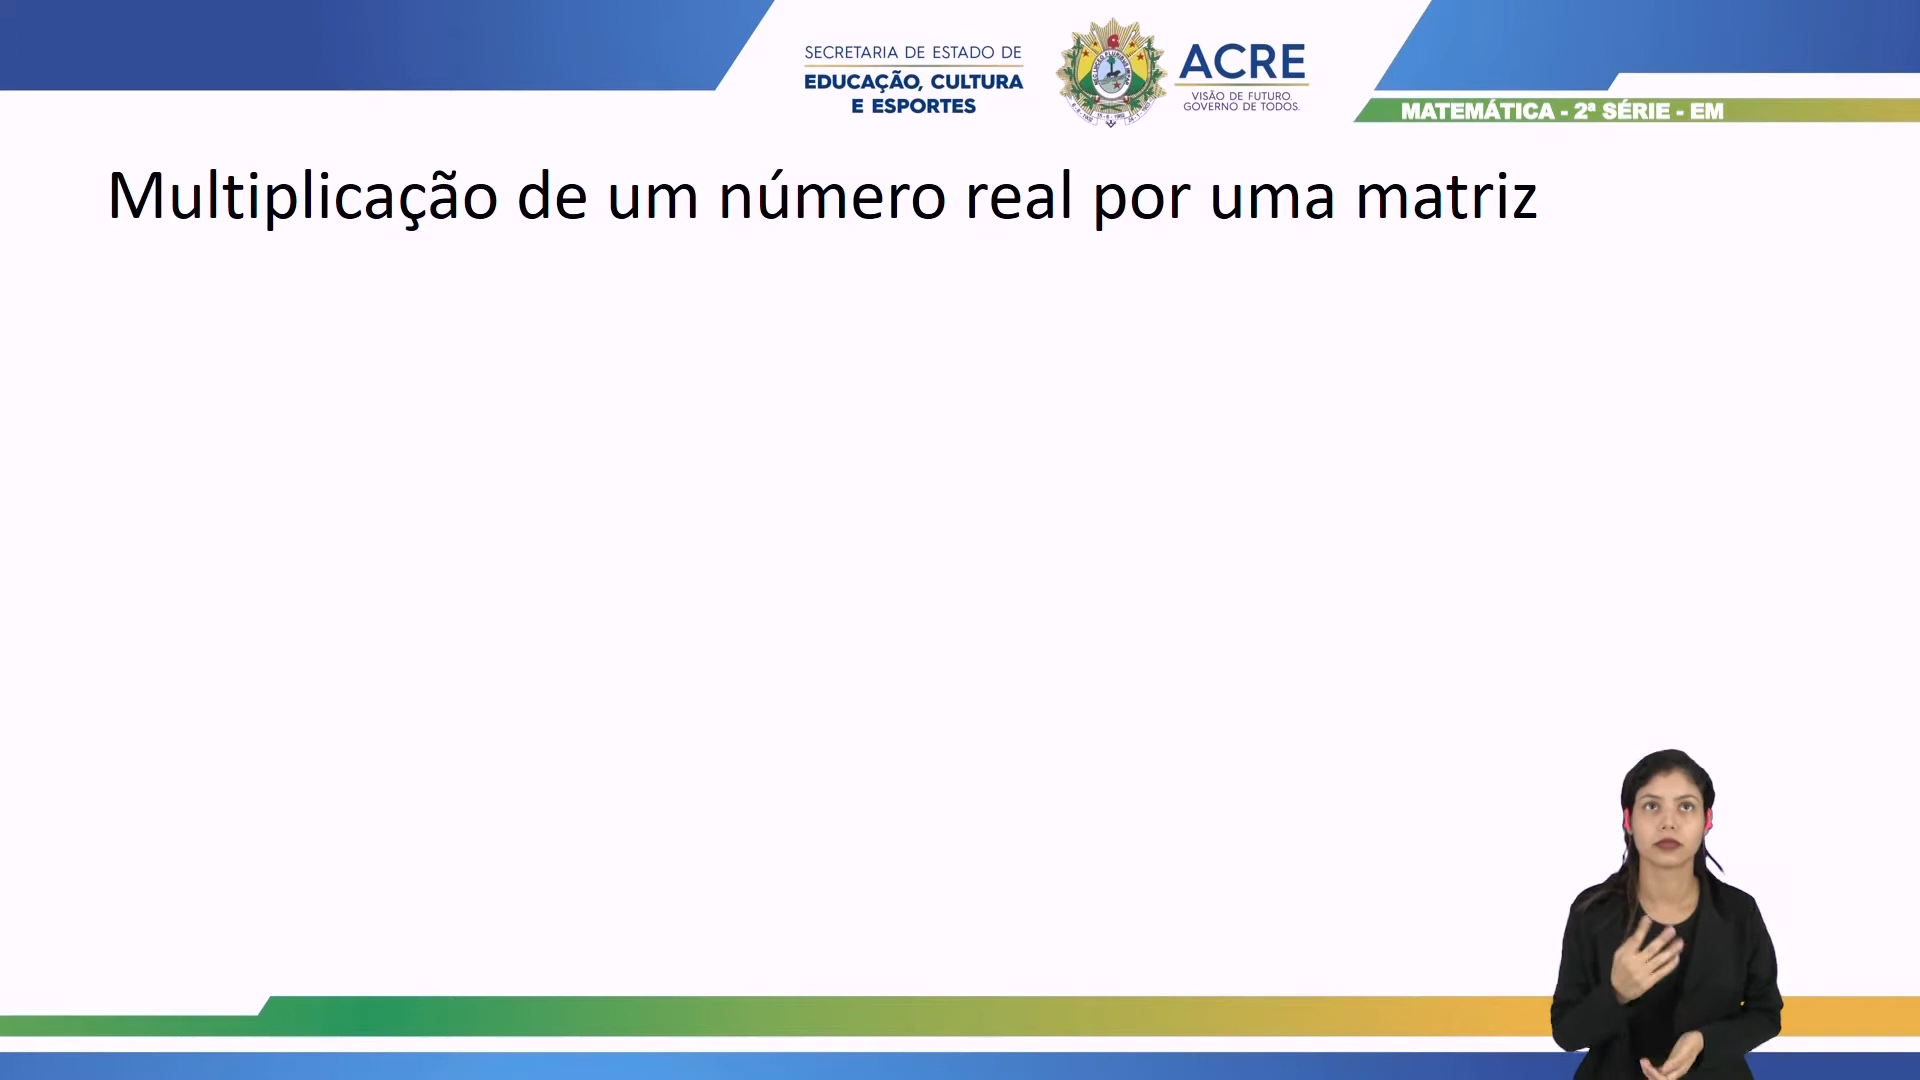 SECRETARIA DE ESTADO DE
EDUCAÇÃO, CULTURA
E ESPORTES
ACRE
VISÃO DE FUTURO.
GOVERNO DE TODOS.
MATEMÁTICA - 2ª SÉRIE - EM
Multiplicação de um número real por uma matriz